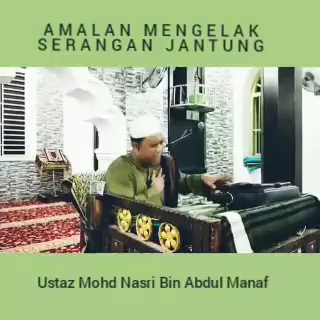 AMALAN MENGELAK
SERANGAN JANTUNG
Ustaz Mohd Nasri Bin Abdul Manaf